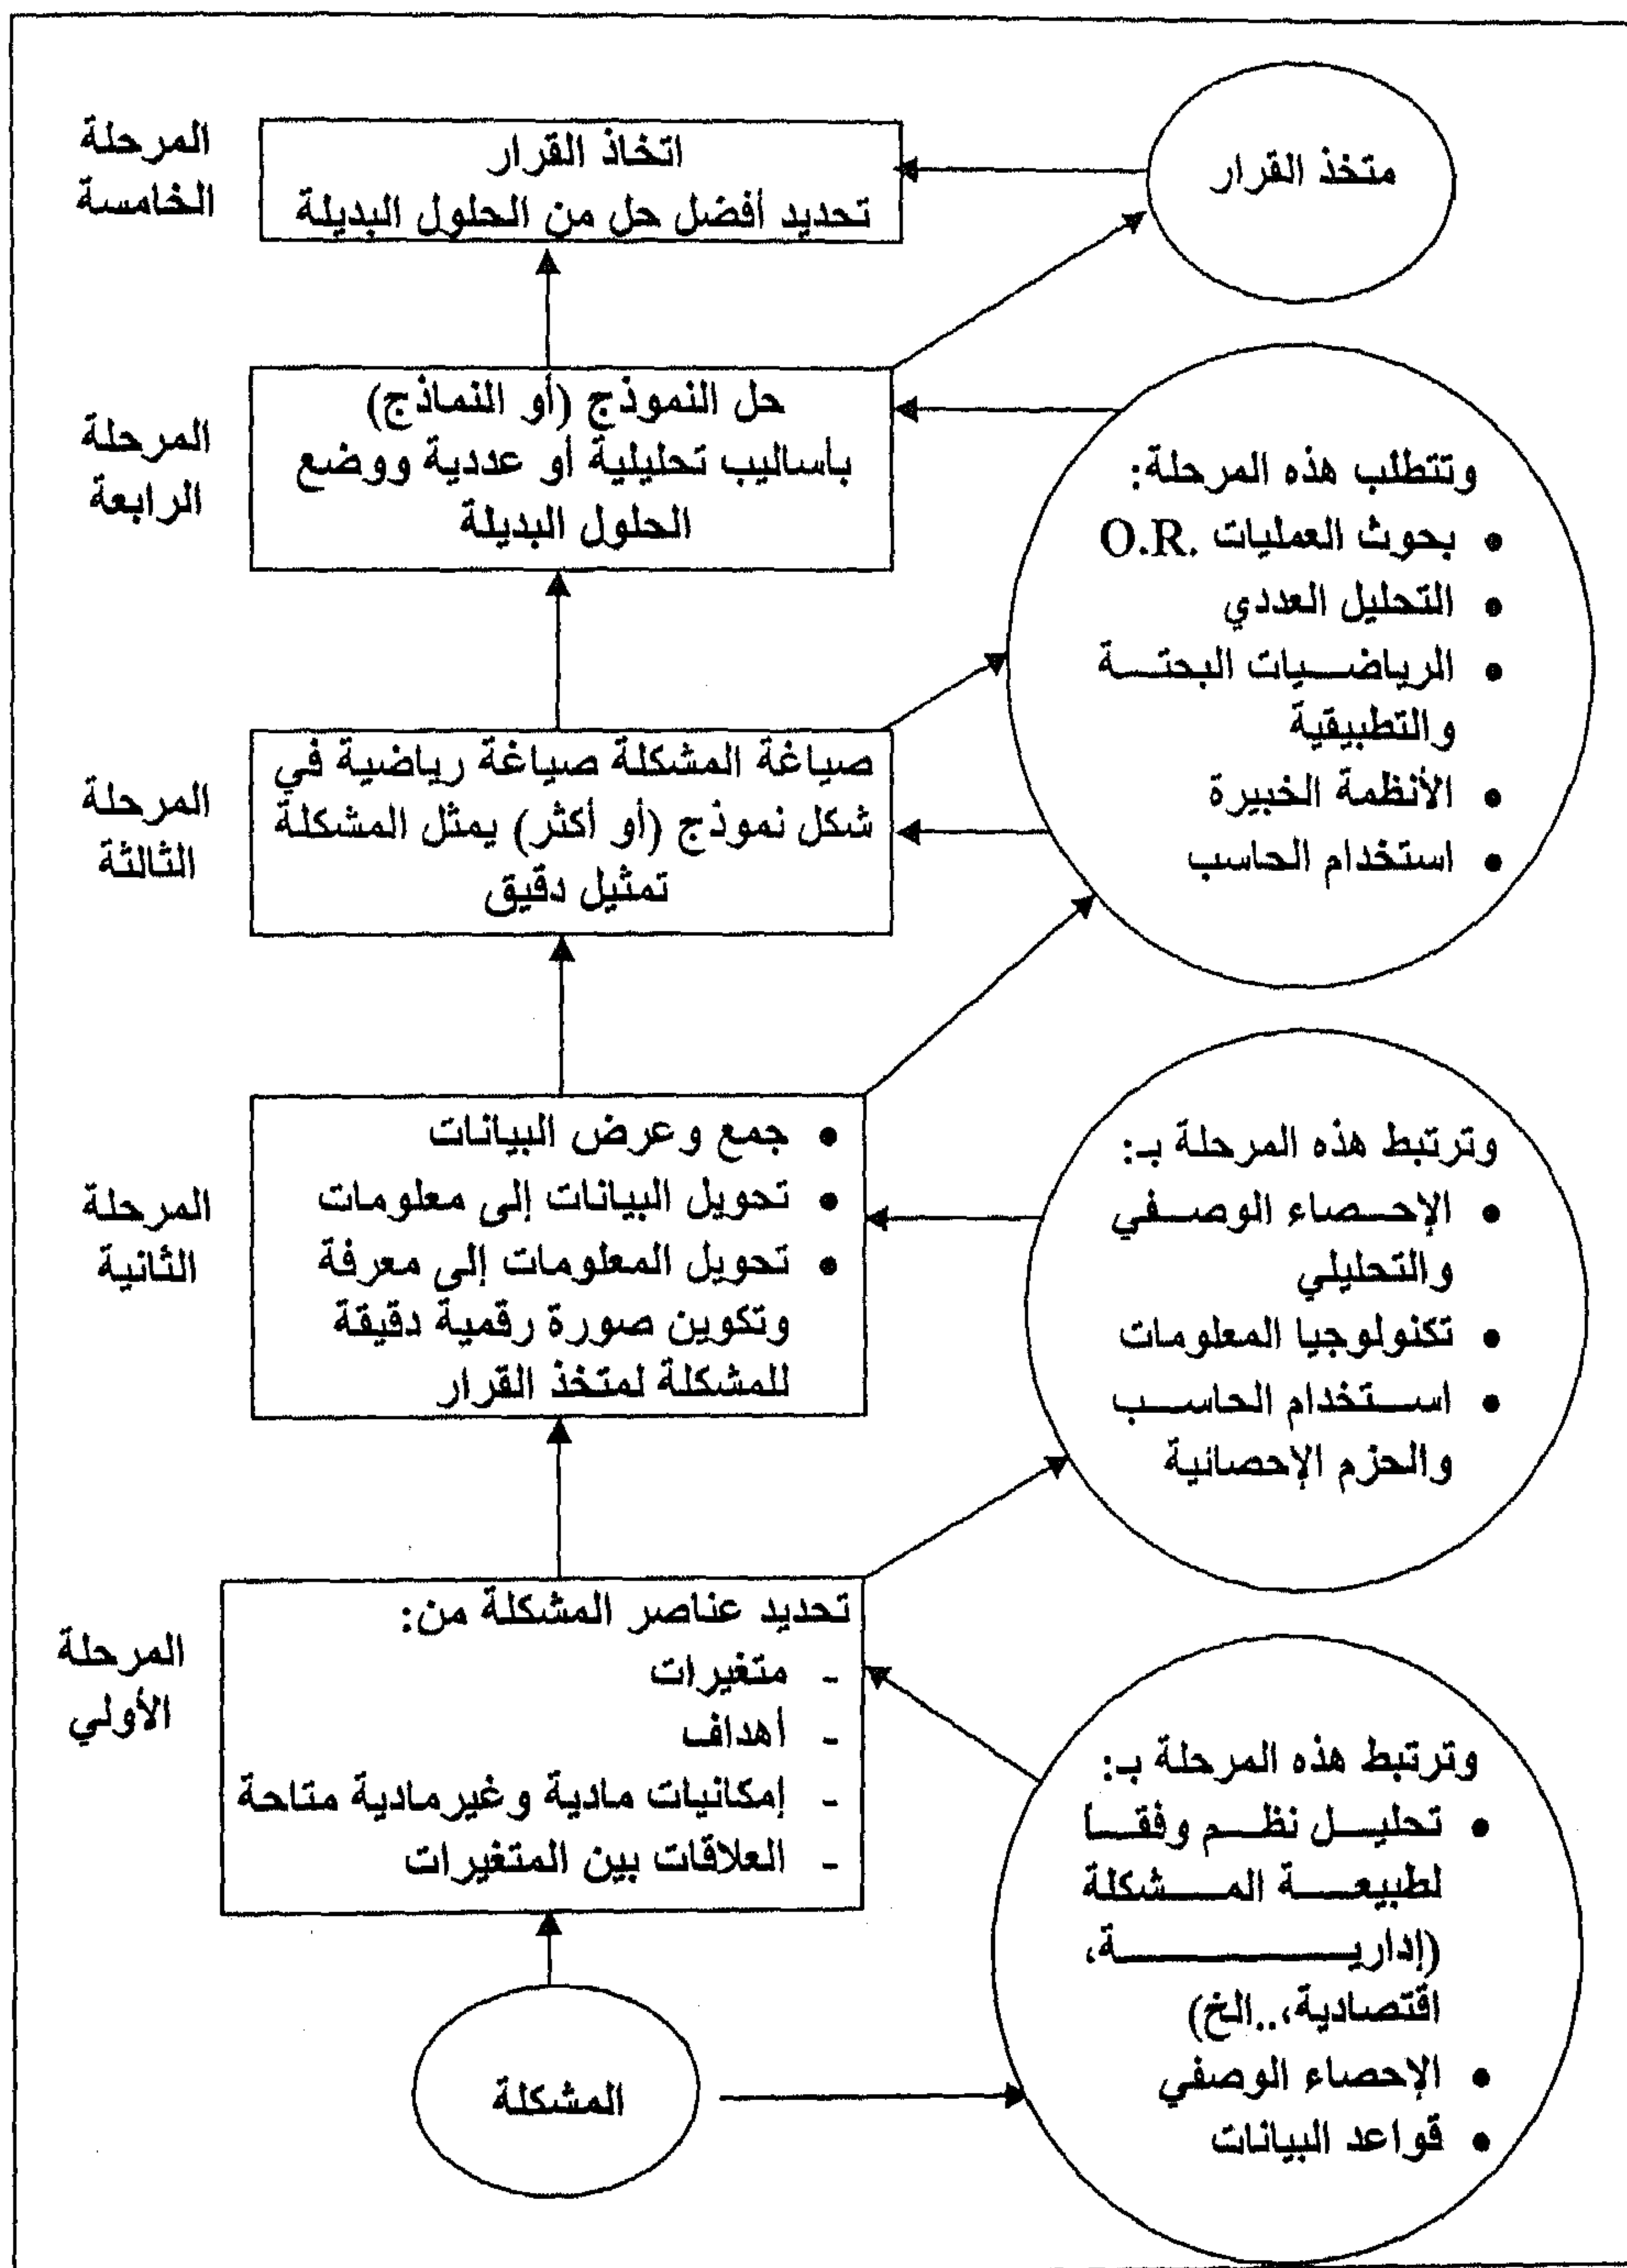 المرحلة
الخامسة
اتخاذ القرار
تحديد أفضل حل من الحلول البديلة
متخذ القرار
المرحلة
الرابعة
حل النموذج (أو النماذج)
بأساليب تحليلية أو عددية ووضع
الحلول البديلة
وتتطلب هذه المرحلة:
• بحوث العمليات O.R.
• التحليل العددي
• الرياضيات البحتة
والتطبيقية
• الأنظمة الخبيرة
• استخدام الحاسب
المرحلة
الثالثة
صياغة المشكلة صياغة رياضية في
شكل نموذج (أو أكثر) يمثل المشكلة
تمثيل دقيق
المرحلة
الثانية
• جمع وعرض البيانات
• تحويل البيانات إلى معلومات
• تحويل المعلومات إلى معرفة
وتكوين صورة رقمية دقيقة
للمشكلة لمتخذ القرار
وترتبط هذه المرحلة بـ:
• الإحصاء الوصفي
والتحليلي
• تكنولوجيا المعلومات
• استخدام الحاسب
والحزم الإحصائية
المرحلة
الأولي
تحديد عناصر المشكلة من:
- متغيرات
- أهداف
- إمكانيات مادية وغيرمادية متاحة
- العلاقات بين المتغيرات
وترتبط هذه المرحلة بـ:
• تحليل نظم وفقا
لطبيعة المشكلة
(إدارية،
اقتصادية،..الخ)
• الإحصاء الوصفي
• قواعد البيانات
المشكلة